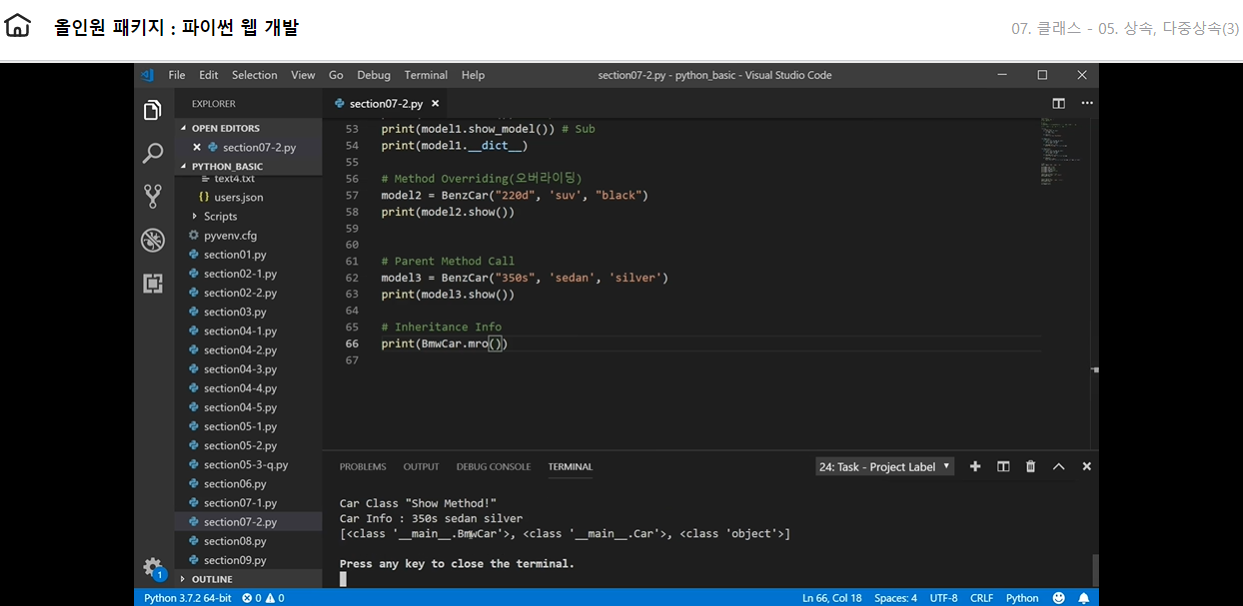 올인원 패키지 : 파이썬 웹 개발
07. 클래스 - 05. 상속, 다중상속(3)
File Edit Selection View Go Debug Terminal Help
section07-2.py - python_basic - Visual Studio Code
EXPLORER
OPEN EDITORS
section07-2.py
PYTHON_BASIC
text4.txt
{} users.json
Scripts
pyvenv.cfg
section01.py
section02-1.py
section02-2.py
section03.py
section04-1.py
section04-2.py
section04-3.py
section04-4.py
section04-5.py
section05-1.py
section05-2.py
section05-3-q.py
section06.py
section07-1.py
section07-2.py
section08.py
section09.py
OUTLINE
section07-2.py
53 print(model1.show_model()) # Sub
54 print(model1.__dict__)
55
56 # Method Overriding(오버라이딩)
57 model2 = BenzCar("220d", 'suv', "black")
58 print(model2.show())
59
60
61 # Parent Method Call
62 model3 = BenzCar("350s", 'sedan', 'silver')
63 print(model3.show())
64
65 # Inheritance Info
66 print(BmwCar.mro())
67
PROBLEMS OUTPUT DEBUG CONSOLE TERMINAL
24: Task - Project Label
Car Class "Show Method!"
Car Info : 350s sedan silver
[<class '__main__.BmwCar'>, <class '__main__.Car'>, <class 'object'>]
Press any key to close the terminal.
1
Python 3.7.2 64-bit 0 0
Ln 66, Col 18 Spaces: 4 UTF-8 CRLF Python